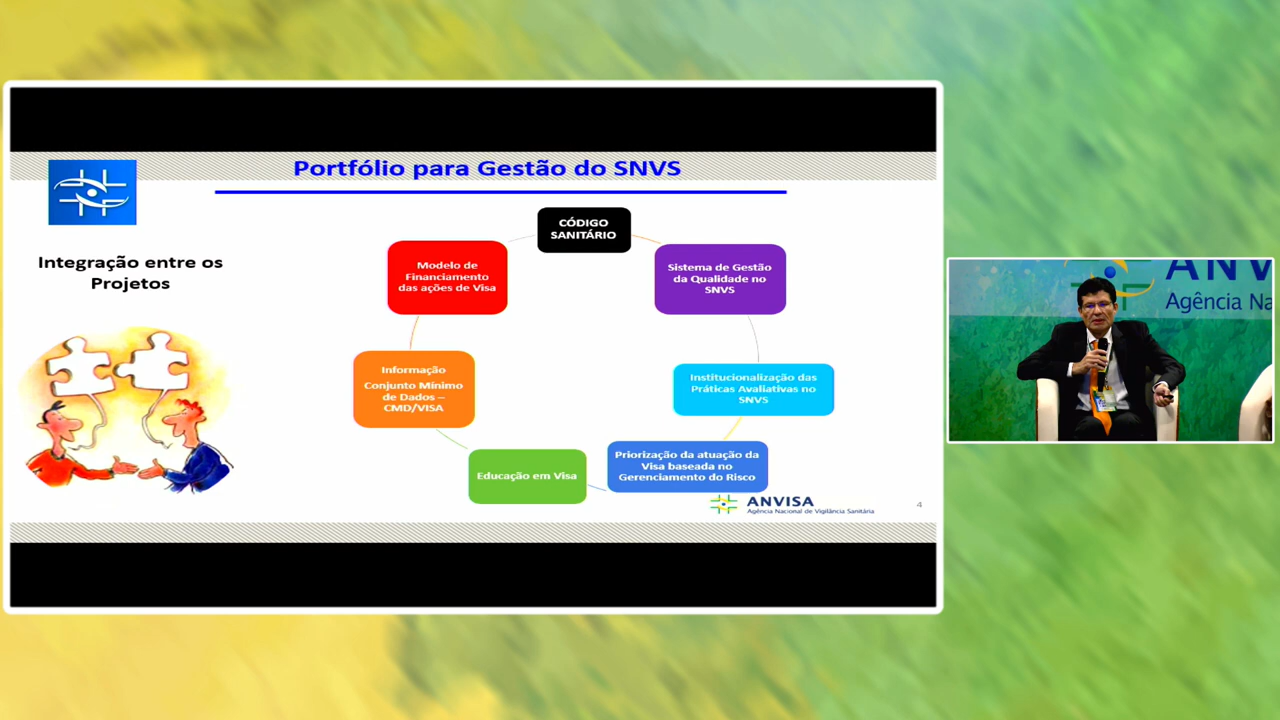 Portfólio para Gestão do SNVS
Integração entre os
Projetos
CÓDIGO
SANITÁRIO
Modelo de
Financiamento
das ações de Visa
Sistema de Gestão
da Qualidade no
SNVS
Informação
Conjunto Mínimo
de Dados –
CMD/VISA
Institucionalização das
Práticas Avaliativas no
SNVS
Educação em Visa
Priorização da atuação da
Visa baseada no
Gerenciamento do Risco
ANVISA
Agência Nacional de Vigilância Sanitária
4
ANV
Agência Na